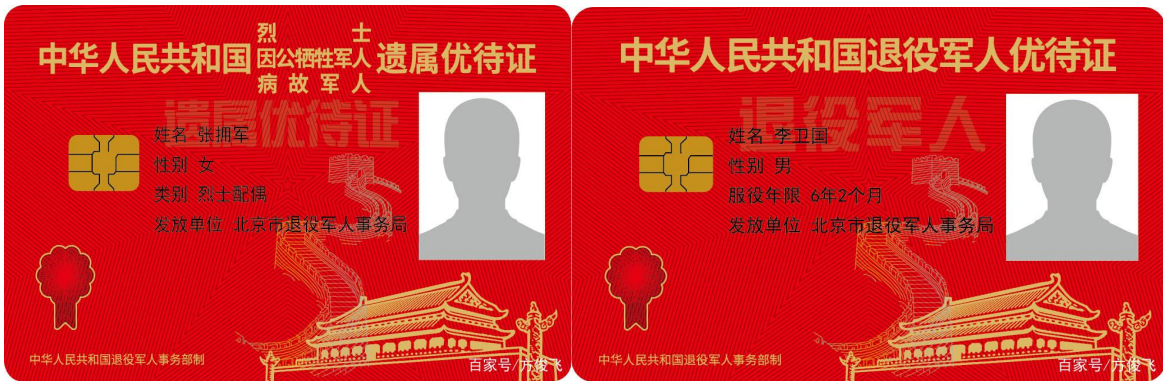 中华人民共和国 烈士 因公牺牲军人 病故军人 遗属优待证
遗属优待证
姓名 张拥军
性别 女
类别 烈士配偶
发放单位 北京市退役军人事务局
中华人民共和国退役军人事务部制
百家号/方俊飞
中华人民共和国退役军人优待证
退役军人
姓名 李卫国
性别 男
服役年限 6年2个月
发放单位 北京市退役军人事务局
中华人民共和国退役军人事务部制
百家号/方俊飞